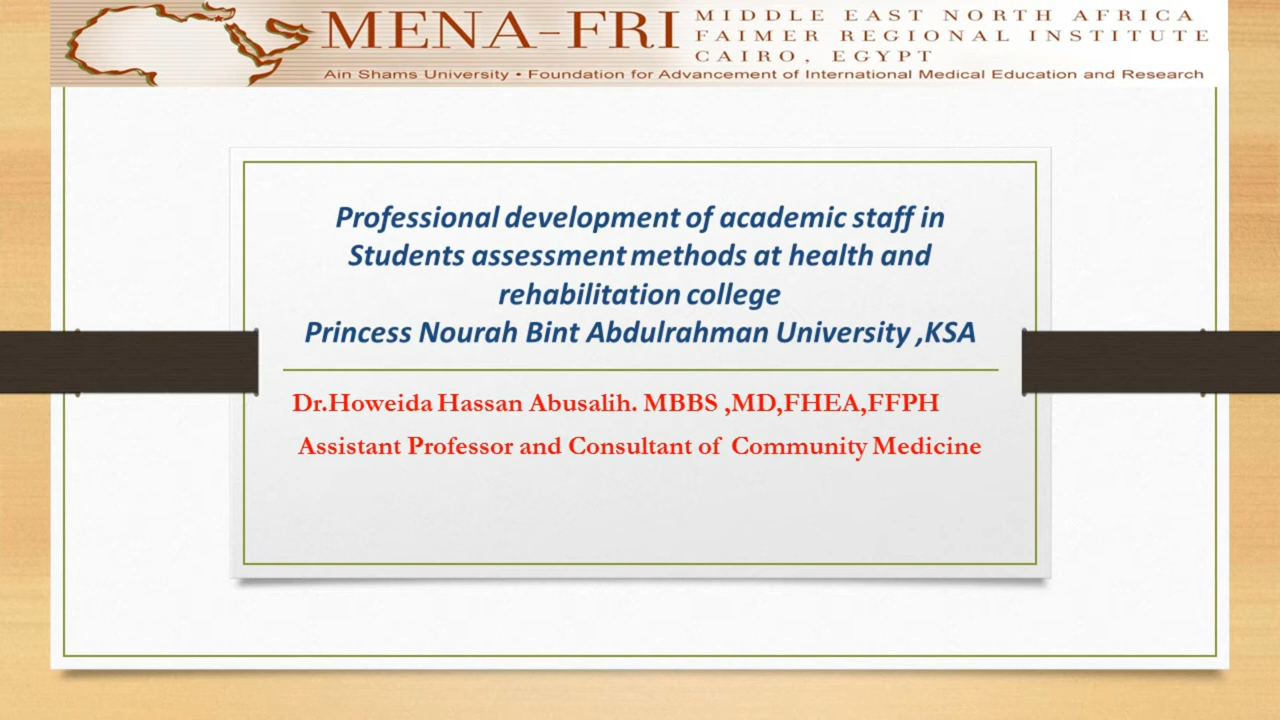 MENA-FRI
MIDDLE EAST NORTH AFRICA
FAIMER REGIONAL INSTITUTE
CAIRO, EGYPT
Ain Shams University • Foundation for Advancement of International Medical Education and Research
Professional development of academic staff in
Students assessment methods at health and
rehabilitation college
Princess Nourah Bint Abdulrahman University ,KSA
Dr.Howeida Hassan Abusalih. MBBS ,MD,FHEA,FFPH
Assistant Professor and Consultant of Community Medicine